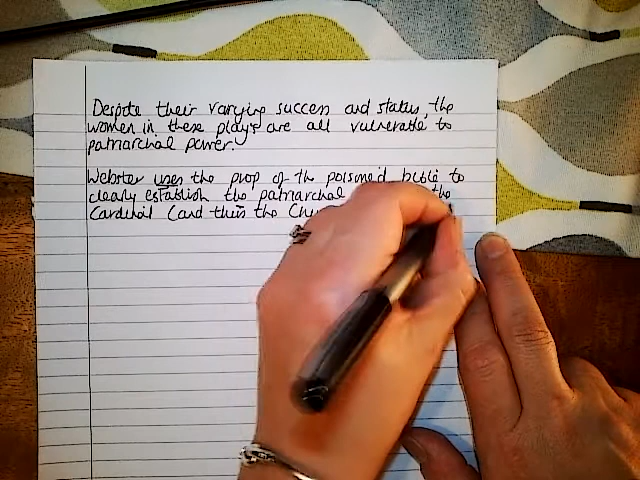 Despite their varying success and status, the
women in these plays are all vulnerable to
patriarchal power.
Webster uses the prop of the poisoned bible to
clearly establish the patriarchal the
Cardinal (and thus the